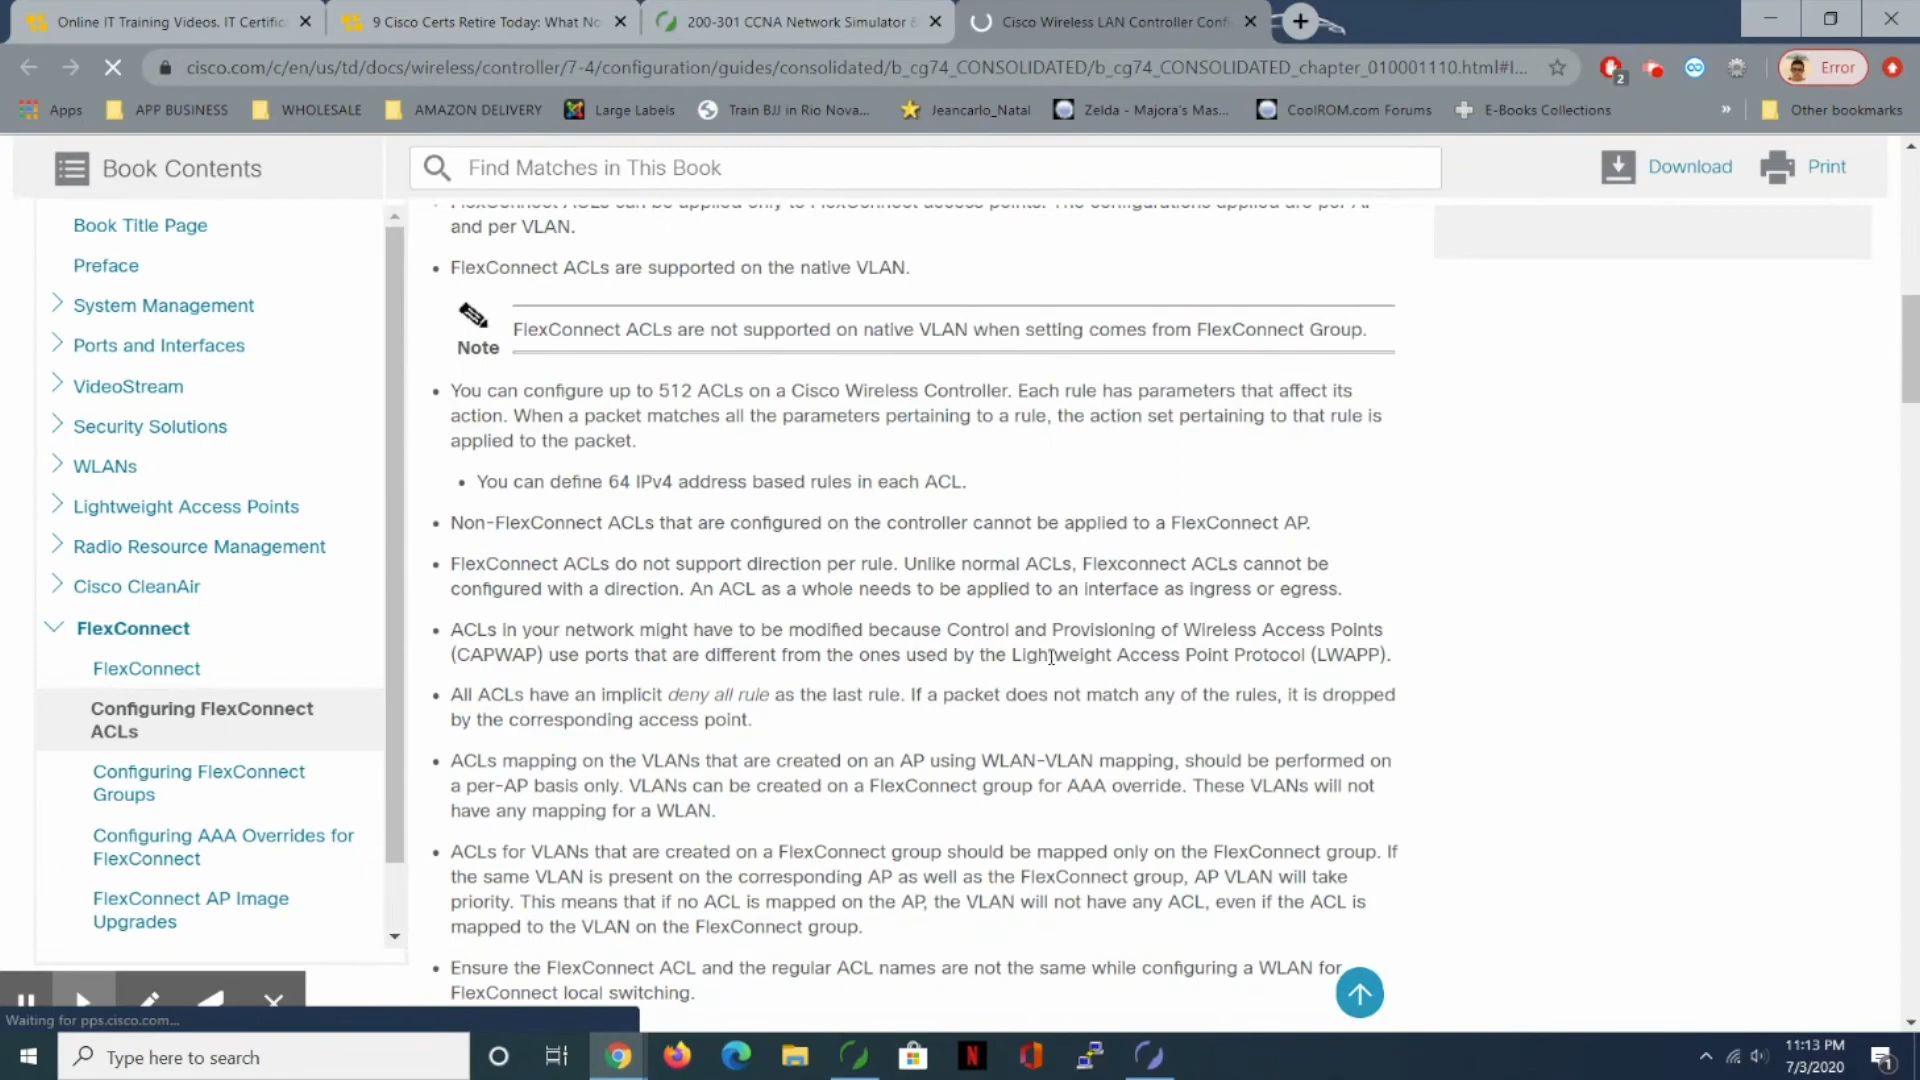 Online IT Training Videos. IT Certific
9 Cisco Certs Retire Today: What No
200-301 CCNA Network Simulator &
Cisco Wireless LAN Controller Confi
cisco.com/c/en/us/td/docs/wireless/controller/7-4/configuration/guides/consolidated/b_cg74_CONSOLIDATED/b_cg74_CONSOLIDATED_chapter_010001110.html#I...
2
Error
Apps
APP BUSINESS
WHOLESALE
AMAZON DELIVERY
Large Labels
Train BJJ in Rio Nova...
Jeancarlo_Natal
Zelda - Majora's Mas...
CoolROM.com Forums
E-Books Collections
»
Other bookmarks
Book Contents
Find Matches in This Book
Download
Print
Book Title Page
Preface
System Management
Ports and Interfaces
VideoStream
Security Solutions
WLANs
Lightweight Access Points
Radio Resource Management
Cisco CleanAir
FlexConnect
FlexConnect
Configuring FlexConnect
ACLs
Configuring FlexConnect
Groups
Configuring AAA Overrides for
FlexConnect
FlexConnect AP Image
Upgrades
FlexConnect ACLs can be applied only to FlexConnect access points. The configurations applied are per AP
and per VLAN.
• FlexConnect ACLs are supported on the native VLAN.
Note
FlexConnect ACLs are not supported on native VLAN when setting comes from FlexConnect Group.
• You can configure up to 512 ACLs on a Cisco Wireless Controller. Each rule has parameters that affect its
action. When a packet matches all the parameters pertaining to a rule, the action set pertaining to that rule is
applied to the packet.
• You can define 64 IPv4 address based rules in each ACL.
• Non-FlexConnect ACLs that are configured on the controller cannot be applied to a FlexConnect AP.
• FlexConnect ACLs do not support direction per rule. Unlike normal ACLs, Flexconnect ACLs cannot be
configured with a direction. An ACL as a whole needs to be applied to an interface as ingress or egress.
• ACLs in your network might have to be modified because Control and Provisioning of Wireless Access Points
(CAPWAP) use ports that are different from the ones used by the Lightweight Access Point Protocol (LWAPP).
• All ACLs have an implicit deny all rule as the last rule. If a packet does not match any of the rules, it is dropped
by the corresponding access point.
• ACLs mapping on the VLANs that are created on an AP using WLAN-VLAN mapping, should be performed on
a per-AP basis only. VLANs can be created on a FlexConnect group for AAA override. These VLANs will not
have any mapping for a WLAN.
• ACLs for VLANs that are created on a FlexConnect group should be mapped only on the FlexConnect group. If
the same VLAN is present on the corresponding AP as well as the FlexConnect group, AP VLAN will take
priority. This means that if no ACL is mapped on the AP, the VLAN will not have any ACL, even if the ACL is
mapped to the VLAN on the FlexConnect group.
• Ensure the FlexConnect ACL and the regular ACL names are not the same while configuring a WLAN for
FlexConnect local switching.
Waiting for pps.cisco.com...
Type here to search
N
11:13 PM
7/3/2020
1